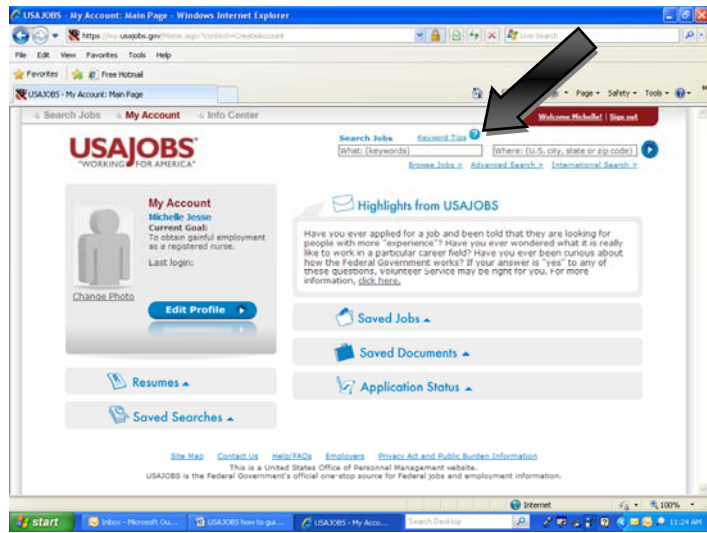 USAJOBS - My Account: Main Page - Windows Internet Explorer
https://my.usajobs.gov/Home.aspx?context=CreateAccount
Live Search
File Edit View Favorites Tools Help
Favorites Free Hotmail
USAJOBS - My Account: Main Page
Page Safety Tools
Search Jobs My Account Info Center
Welcome Michelle! | Sign out
USAJOBS
"WORKING FOR AMERICA"
Search Jobs Keyword Tips ?
What: (keywords) Where: (U.S. city, state or zip code)
Browse Jobs > Advanced Search > International Search >
My Account
Michelle Jesse
Current Goal:
To obtain gainful employment
as a registered nurse.
Last login:
Change Photo
Edit Profile
Highlights from USAJOBS
Have you ever applied for a job and been told that they are looking for
people with more "experience"? Have you ever wondered what it is really
like to work in a particular career field? Have you ever been curious about
how the Federal Government works? If your answer is "yes" to any of
these questions, Volunteer Service may be right for you. For more
information, click here.
Saved Jobs
Saved Documents
Application Status
Resumes
Saved Searches
Site Map Contact Us Help/FAQs Employers Privacy Act and Public Burden Information
This is a United States Office of Personnel Management website.
USAJOBS is the Federal Government's official one-stop source for Federal jobs and employment information.
Internet 100%
start Inbox - Microsoft Ou... USAJOBS how to gui... USAJOBS - My Acco... Search Desktop 11:24 AM